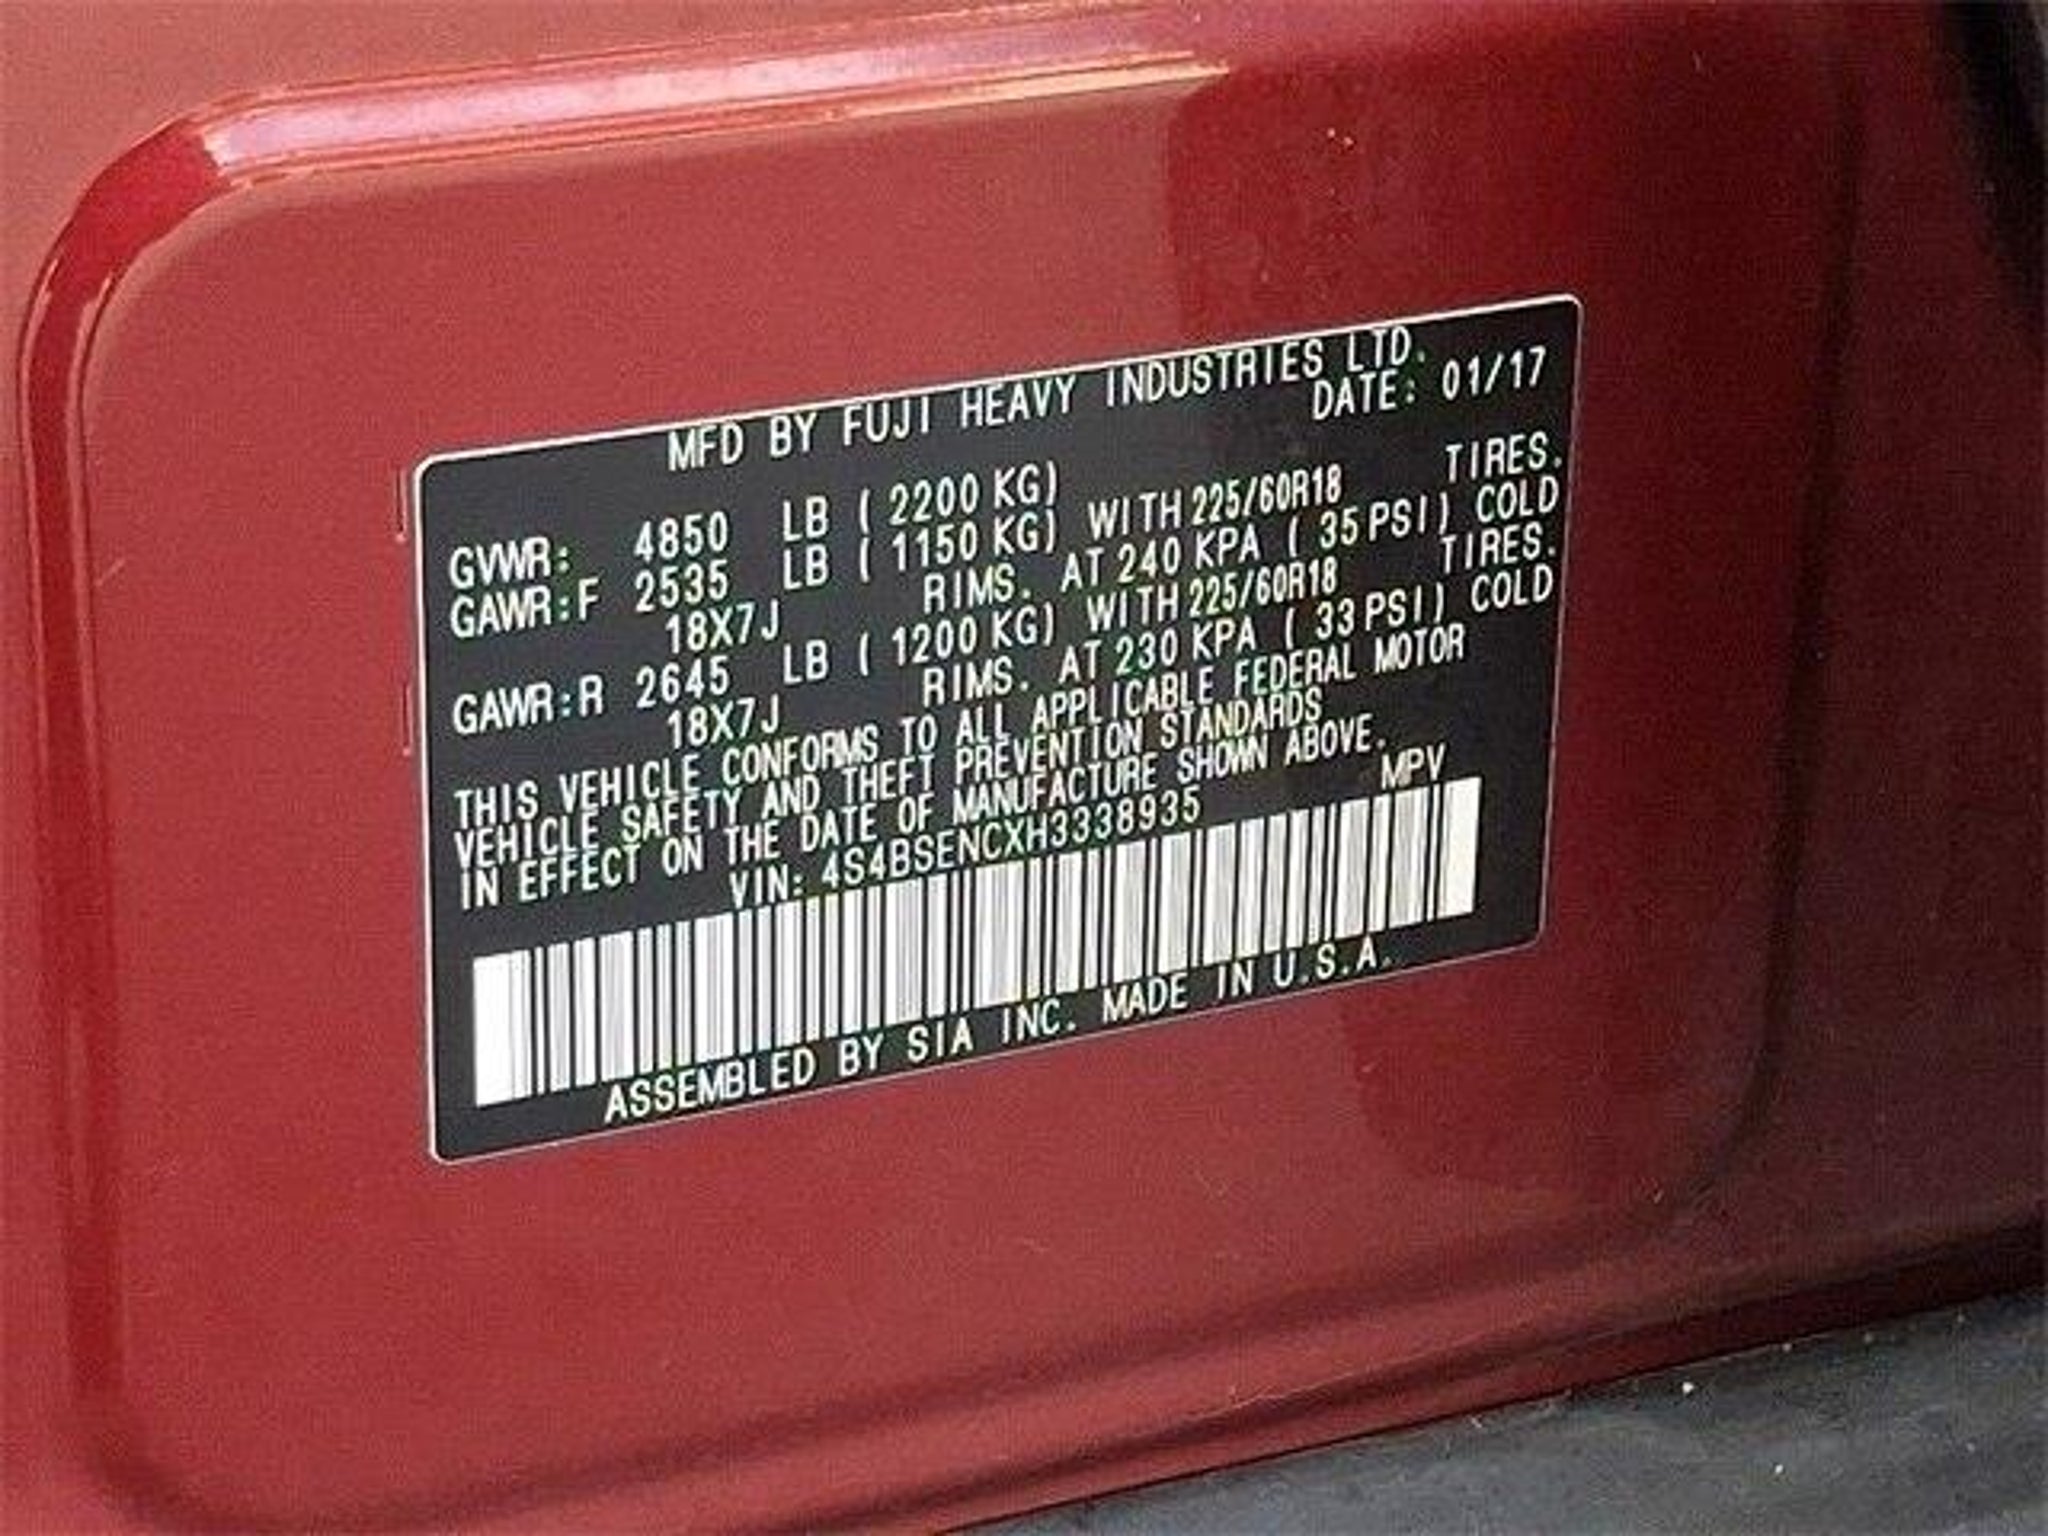 MFD BY FUJI HEAVY INDUSTRIES LTD.
DATE: 01/17
GVWR: 4850 LB ( 2200 KG)
GAWR:F 2535 LB ( 1150 KG) WITH 225/60R18 TIRES.
18X7J RIMS. AT 240 KPA ( 35 PSI) COLD
GAWR:R 2645 LB ( 1200 KG) WITH 225/60R18 TIRES.
18X7J RIMS. AT 230 KPA ( 33 PSI) COLD
THIS VEHICLE CONFORMS TO ALL APPLICABLE FEDERAL MOTOR
VEHICLE SAFETY AND THEFT PREVENTION STANDARDS
IN EFFECT ON THE DATE OF MANUFACTURE SHOWN ABOVE.
VIN: 4S4BSENCXH3338935 MPV
ASSEMBLED BY SIA INC. MADE IN U.S.A.